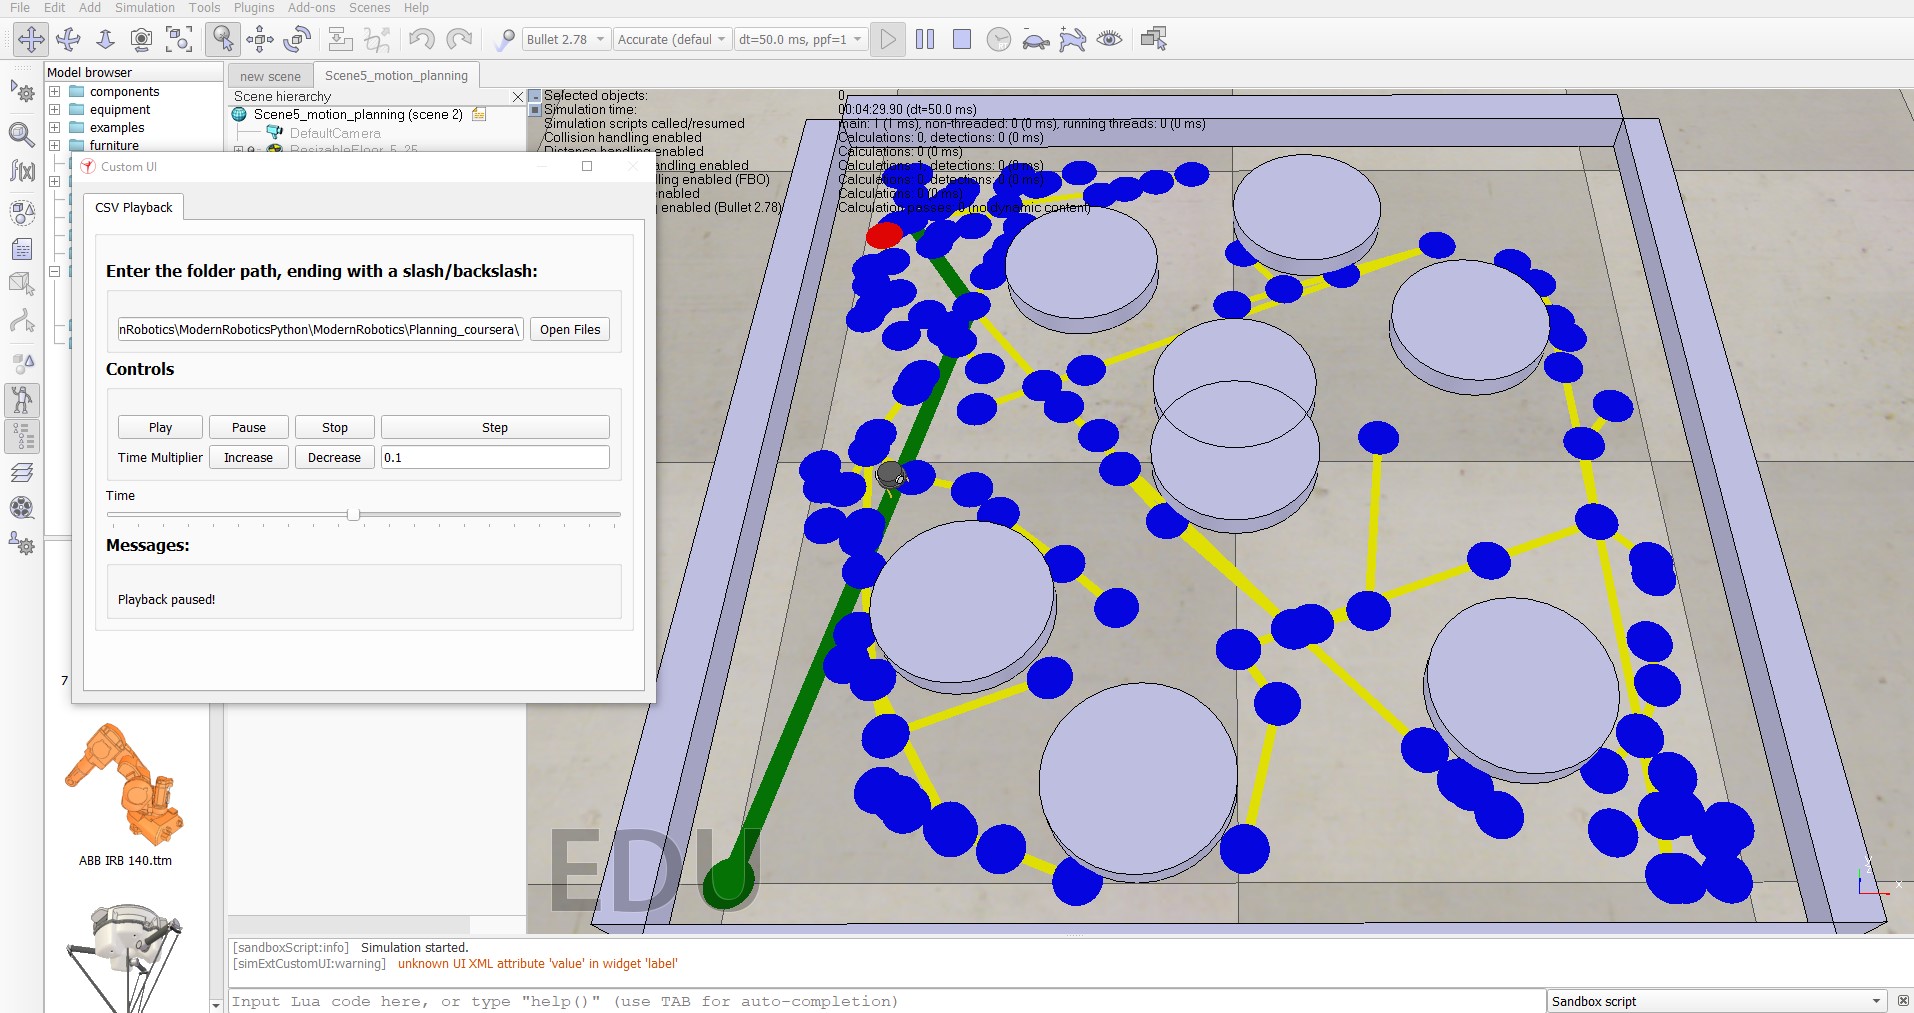 File Edit Add Simulation Tools Plugins Add-ons Scenes Help
Bullet 2.78 Accurate (defaul dt=50.0 ms, ppf=1
Model browser
components
equipment
examples
furniture
new scene Scene5_motion_planning
Scene hierarchy
Scene5_motion_planning (scene 2)
DefaultCamera
ResizableFloor_5_25
Selected objects: 0
Simulation time: 00:04:29.90 (dt=50.0 ms)
Simulation scripts called/resumed main: 1 (1 ms), non-threaded: 0 (0 ms), running threads: 0 (0 ms)
Collision handling enabled Calculations: 0, detections: 0 (0 ms)
Distance handling enabled Calculations: 0 (0 ms)
handling enabled Calculations: 1, detections: 0 (0 ms)
ling enabled (FBO) Calculations: 0, detections: 0 (0 ms)
enabled Calculations: 0 (0 ms)
g enabled (Bullet 2.78) Calculation passes: 0 (no dynamic content)
Custom UI
CSV Playback
Enter the folder path, ending with a slash/backslash:
nRobotics\ModernRoboticsPython\ModernRobotics\Planning_coursera\ Open Files
Controls
Play Pause Stop Step
Time Multiplier Increase Decrease 0.1
Time
Messages:
Playback paused!
7
ABB IRB 140.ttm
EDU
x
[sandboxScript:info] Simulation started.
[simExtCustomUI:warning] unknown UI XML attribute 'value' in widget 'label'
Input Lua code here, or type "help()" (use TAB for auto-completion)
Sandbox script